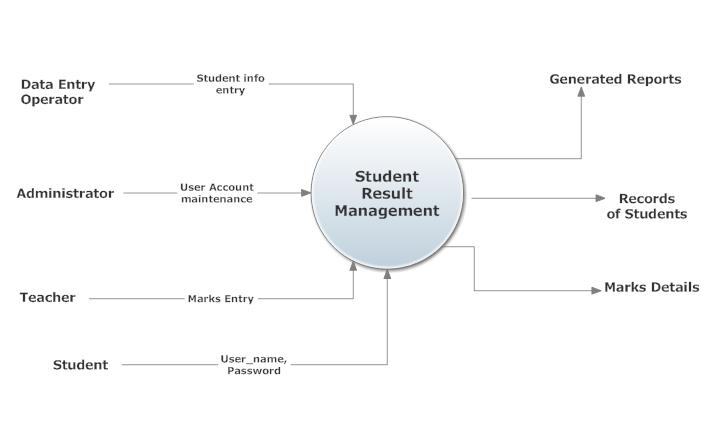 Data Entry
Operator
Student info
entry
Generated Reports
Administrator
User Account
maintenance
Student
Result
Management
Records
of Students
Teacher
Marks Entry
Marks Details
Student
User_name,
Password